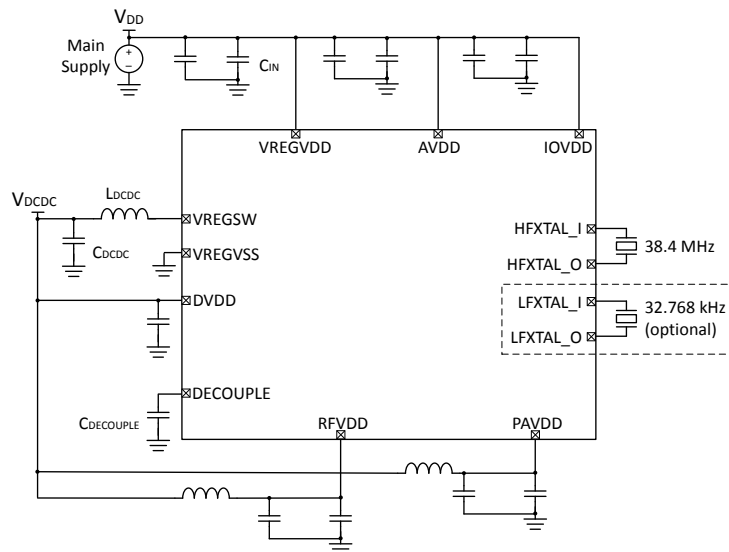 VDD
Main
Supply
+
–
CIN
VREGVDD
AVDD
IOVDD
VDCDC
LDCDC
CDCDC
VREGSW
VREGVSS
DVDD
DECOUPLE
CDECOUPLE
HFXTAL_I
HFXTAL_O
38.4 MHz
LFXTAL_I
LFXTAL_O
32.768 kHz
(optional)
RFVDD
PAVDD